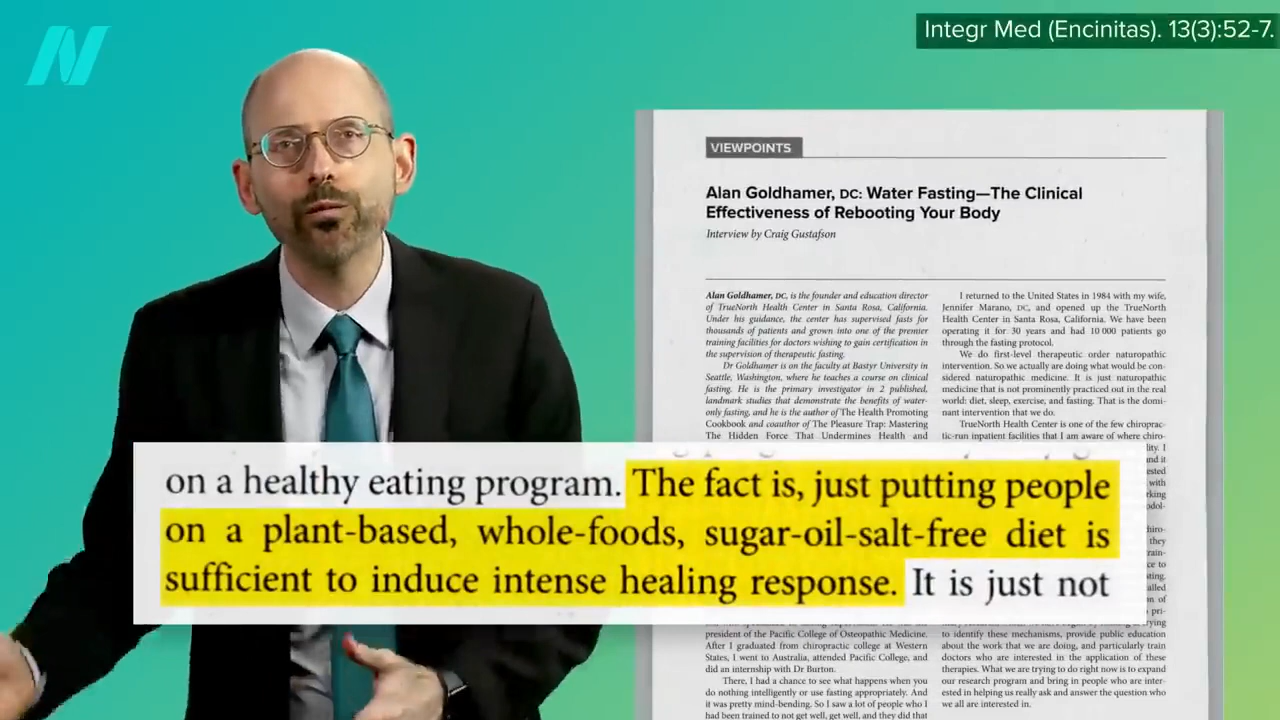 Integr Med (Encinitas). 13(3):52-7.
VIEWPOINTS
Alan Goldhamer, DC: Water Fasting—The Clinical
Effectiveness of Rebooting Your Body
Interview by Craig Gustafson
Alan Goldhamer, DC, is the founder and education director
of TrueNorth Health Center in Santa Rosa, California.
Under his guidance, the center has supervised fasts for
thousands of patients and grown into one of the premier
training facilities for doctors wishing to gain certification in
the supervision of therapeutic fasting.
Dr Goldhamer is on the faculty at Bastyr University in
Seattle, Washington, where he teaches a course on clinical
fasting. He is the primary investigator in 2 published,
landmark studies that demonstrate the benefits of water-
only fasting, and he is the author of The Health Promoting
Cookbook and coauthor of The Pleasure Trap: Mastering
The Hidden Force That Undermines Health and
president of the Pacific College of Osteopathic Medicine.
After I graduated from chiropractic college at Western
States, I went to Australia, attended Pacific College, and
did an internship with Dr Burton.
There, I had a chance to see what happens when you
do nothing intelligently or use fasting appropriately. And
it was pretty mind-bending. So I saw a lot of people who I
had been trained to not get well, get well, and they did that
I returned to the United States in 1984 with my wife,
Jennifer Marano, DC, and opened up the TrueNorth
Health Center in Santa Rosa, California. We have been
operating it for 30 years and had 10 000 patients go
through the fasting protocol.
We do first-level therapeutic order naturopathic
intervention. So we actually are doing what would be con-
sidered naturopathic medicine. It is just naturopathic
medicine that is not prominently practiced out in the real
world: diet, sleep, exercise, and fasting. That is the domi-
nant intervention that we do.
TrueNorth Health Center is one of the few chiroprac-
tic-run inpatient facilities that I am aware of where chiro-
to identify these mechanisms, provide public education
about the work that we are doing, and particularly train
doctors who are interested in the application of these
therapies. What we are trying to do right now is to expand
our research program and bring in people who are inter-
ested in helping us really ask and answer the question who
we all are interested in.
on a healthy eating program. The fact is, just putting people
on a plant-based, whole-foods, sugar-oil-salt-free diet is
sufficient to induce intense healing response. It is just not